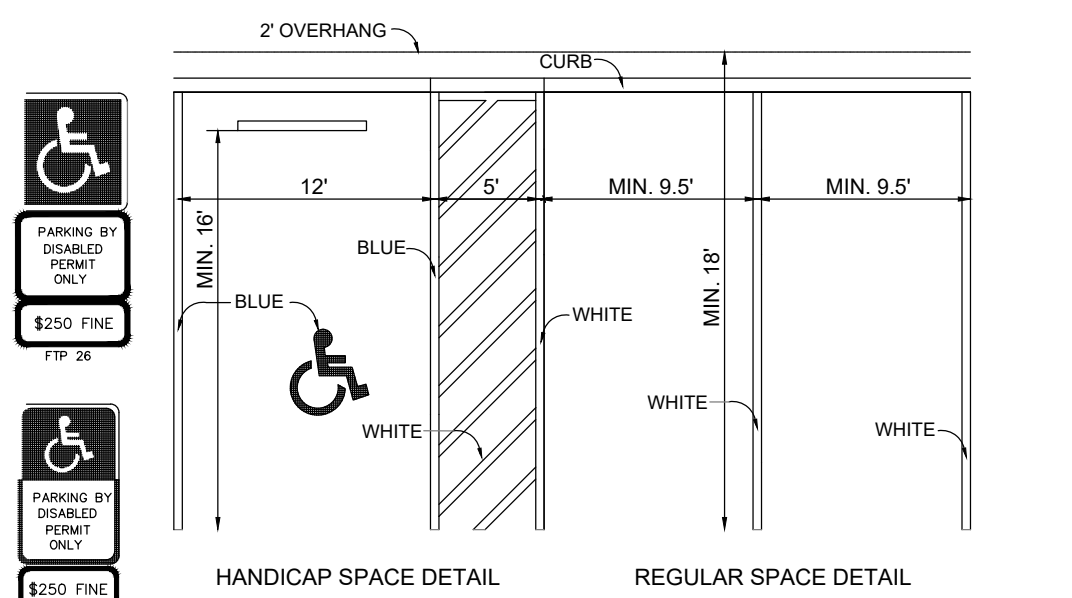 2' OVERHANG
CURB
PARKING BY
DISABLED
PERMIT
ONLY
$250 FINE
FTP 26
12'
5'
MIN. 9.5'
MIN. 9.5'
MIN. 16'
MIN. 18'
BLUE
BLUE
WHITE
WHITE
WHITE
WHITE
PARKING BY
DISABLED
PERMIT
ONLY
$250 FINE
HANDICAP SPACE DETAIL
REGULAR SPACE DETAIL